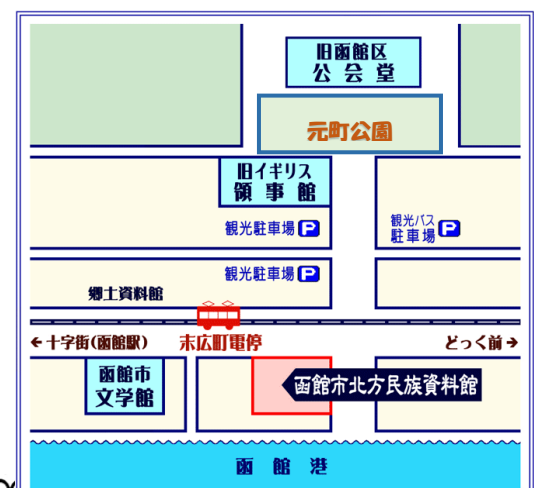 旧函館区
公会堂
元町公園
旧イギリス
領事館
観光駐車場 P
観光バス
駐車場 P
観光駐車場 P
郷土資料館
←十字街(函館駅)
末広町電停
どっく前→
函館市
文学館
函館市北方民族資料館
函館港